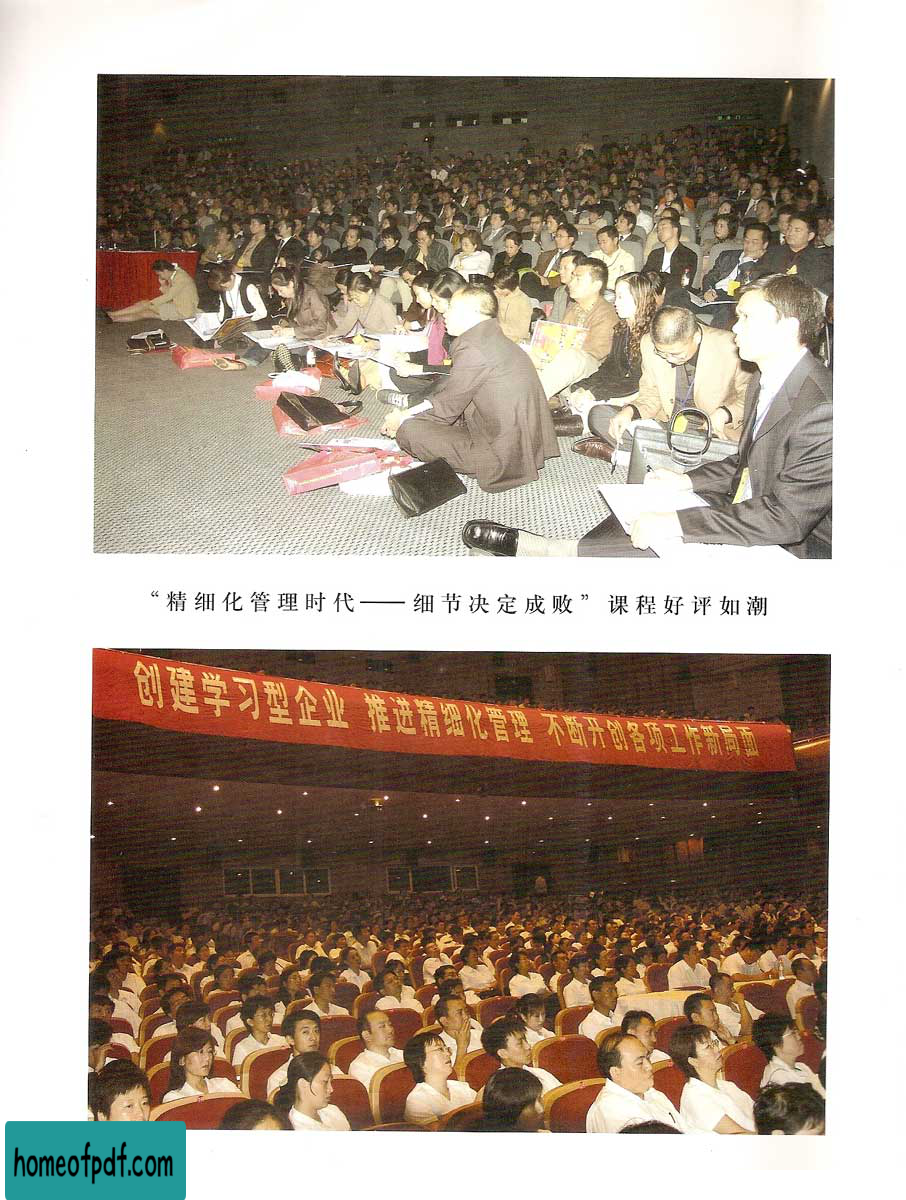 “精细化管理时代——细节决定成败”课程好评如潮
创建学习型企业 推进精细化管理 不断开创各项工作新局面
homeofpdf.com